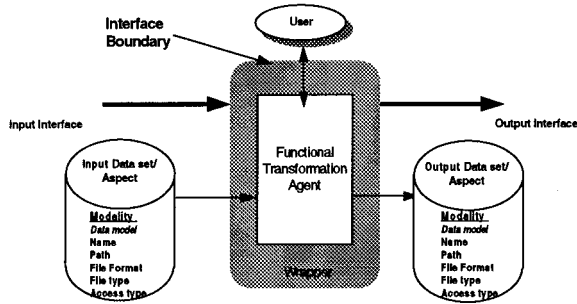 User
Interface
Boundary
Input Interface
Output Interface
Functional
Transformation
Agent
Input Data set/
Aspect
Modality
Data model
Name
Path
File Format
File type
Access type
Output Data set/
Aspect
Modality
Data model
Name
Path
File Format
File type
Access type
Wrapper